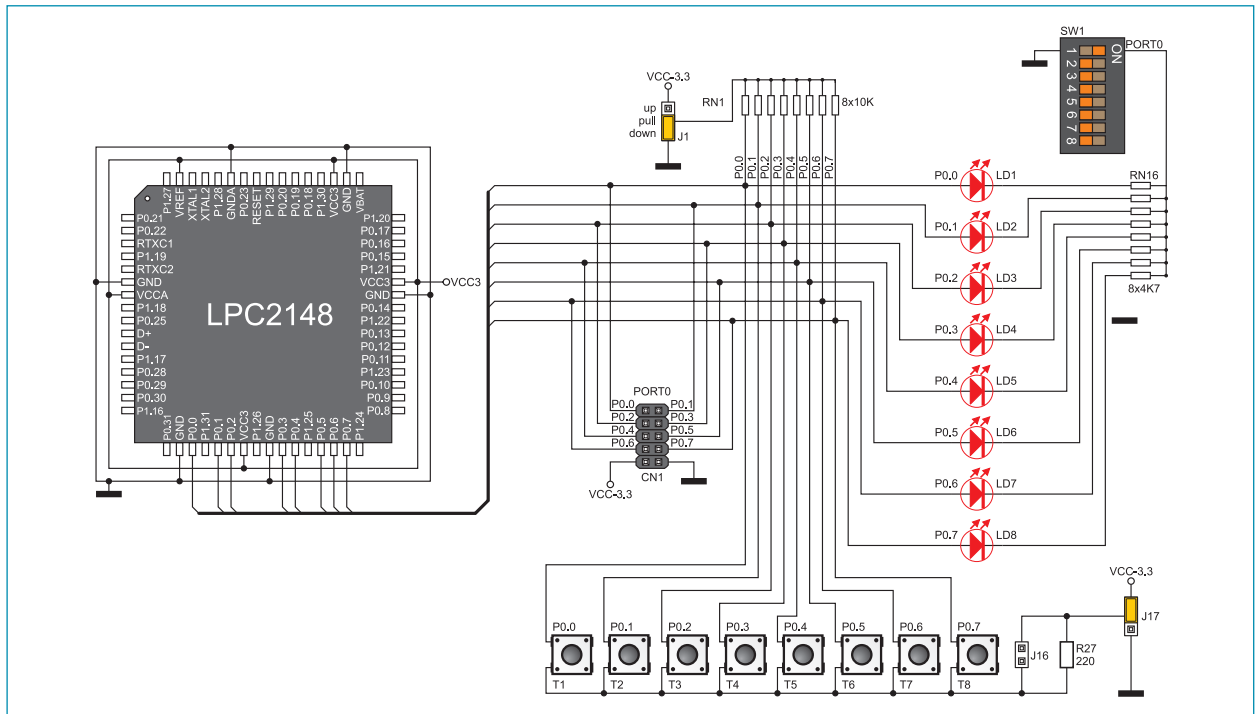 SW1
ON
PORT0
1
2
3
4
5
6
7
8
VCC-3.3
up
pull
down
J1
RN1
8x10K
P0.0
P0.1
P0.2
P0.3
P0.4
P0.5
P0.6
P0.7
P1.27
VREF
XTAL1
XTAL2
P1.28
GNDA
P0.23
RESET
P1.29
P0.20
P0.19
P0.18
P1.30
VCC3
GND
VBAT
P0.21
P0.22
RTXC1
P1.19
RTXC2
GND
VCCA
P1.18
P0.25
D+
D-
P1.17
P0.28
P0.29
P0.30
P1.16
LPC2148
P1.20
P0.17
P0.16
P0.15
P1.21
VCC3
GND
P0.14
P1.22
P0.13
P0.12
P0.11
P1.23
P0.10
P0.9
P0.8
VCC3
P0.31
GND
P0.0
P1.31
P0.1
P0.2
VCC3
P1.26
GND
P0.3
P0.4
P1.25
P0.5
P0.6
P0.7
P1.24
PORT0
P0.0 P0.1
P0.2 P0.3
P0.4 P0.5
P0.6 P0.7
CN1
VCC-3.3
P0.0 LD1
P0.1 LD2
P0.2 LD3
P0.3 LD4
P0.4 LD5
P0.5 LD6
P0.6 LD7
P0.7 LD8
RN16
8x4K7
P0.0 P0.1 P0.2 P0.3 P0.4 P0.5 P0.6 P0.7
T1 T2 T3 T4 T5 T6 T7 T8
J16
R27
220
VCC-3.3
J17